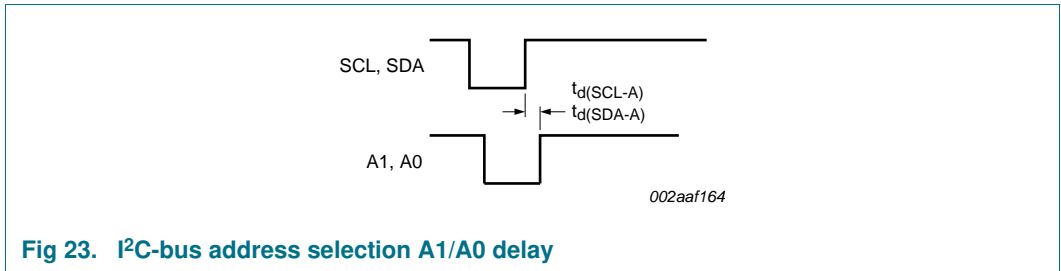 SCL, SDA
td(SCL-A)
td(SDA-A)
A1, A0
002aaf164
Fig 23. I²C-bus address selection A1/A0 delay